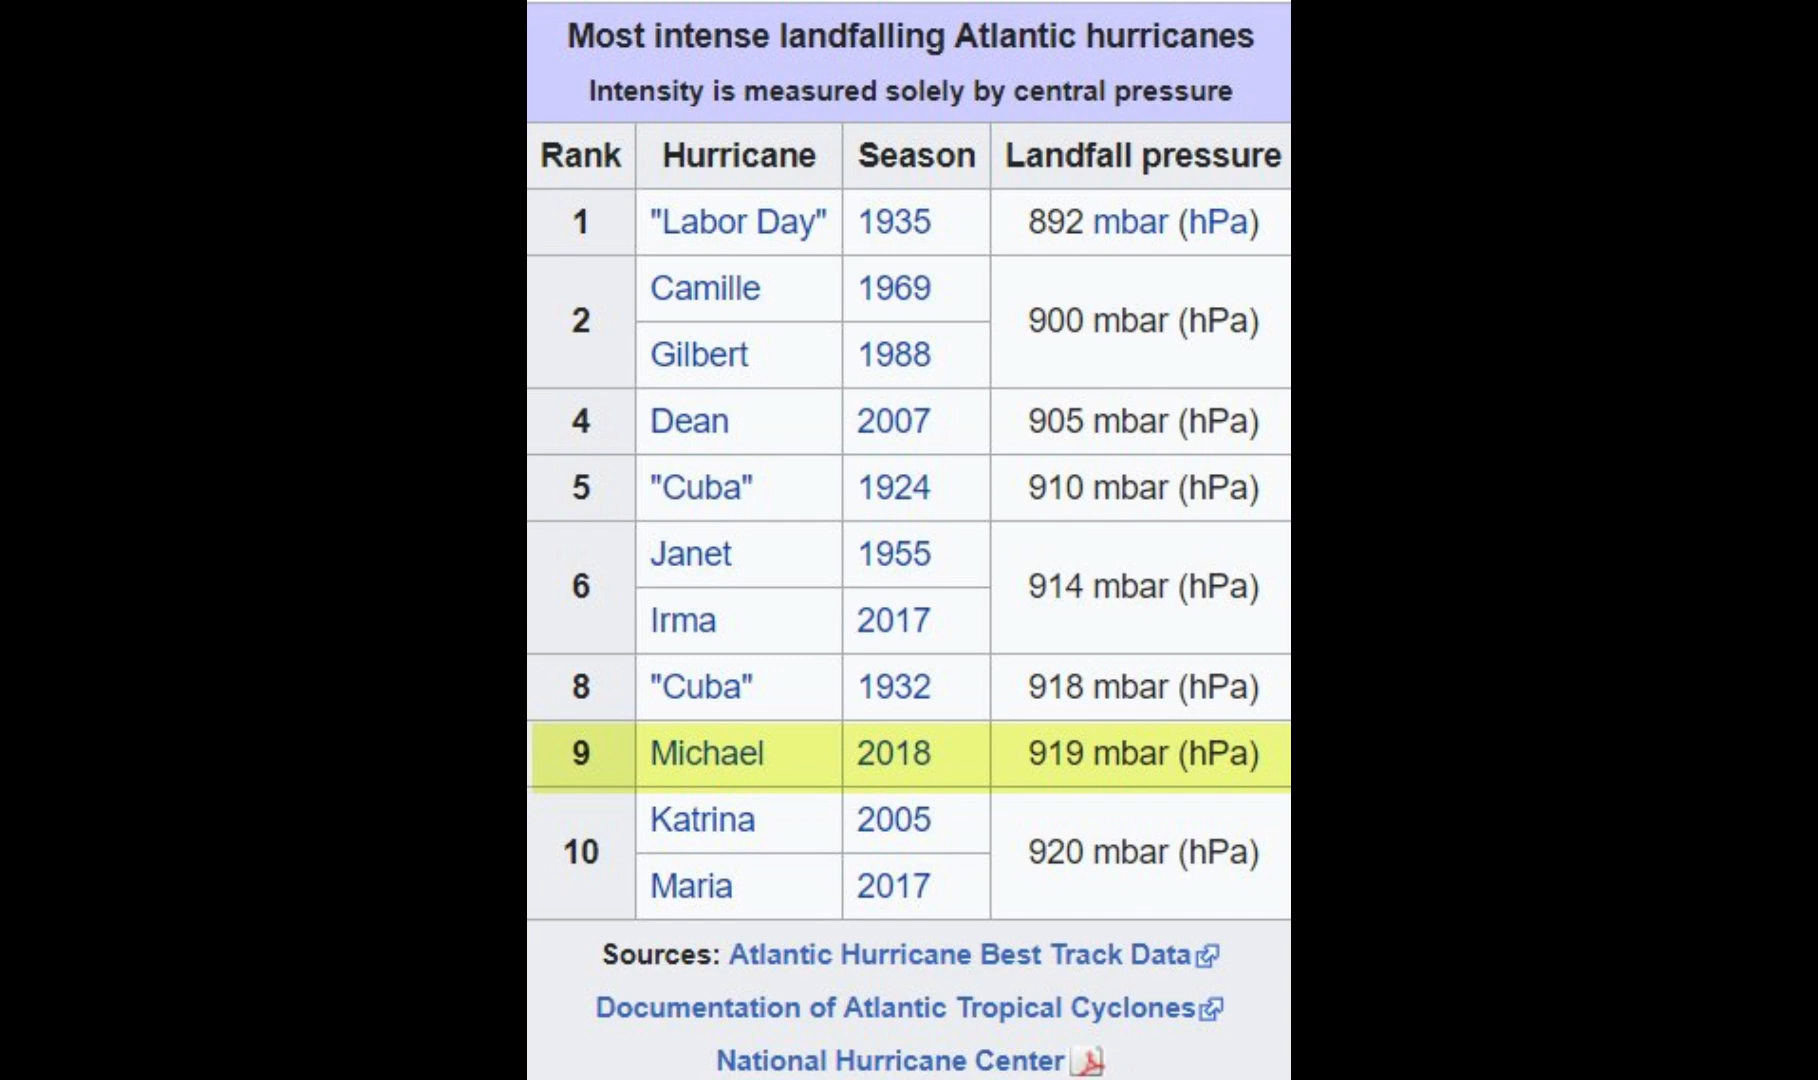 Most intense landfalling Atlantic hurricanes
Intensity is measured solely by central pressure
Rank Hurricane Season Landfall pressure
1 "Labor Day" 1935 892 mbar (hPa)
2 Camille 1969 900 mbar (hPa)
Gilbert 1988
4 Dean 2007 905 mbar (hPa)
5 "Cuba" 1924 910 mbar (hPa)
6 Janet 1955 914 mbar (hPa)
Irma 2017
8 "Cuba" 1932 918 mbar (hPa)
9 Michael 2018 919 mbar (hPa)
10 Katrina 2005 920 mbar (hPa)
Maria 2017
Sources: Atlantic Hurricane Best Track Data
Documentation of Atlantic Tropical Cyclones
National Hurricane Center